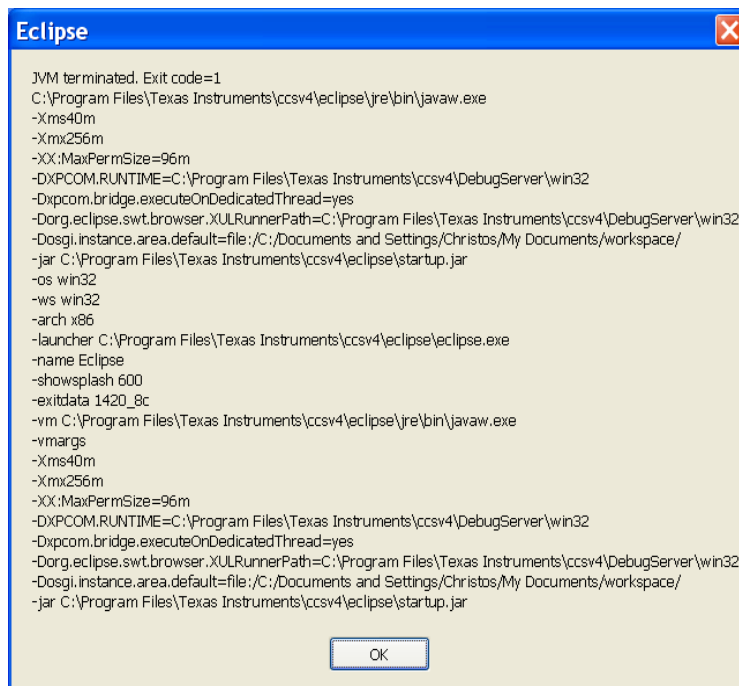 Eclipse
JVM terminated. Exit code=1
C:\Program Files\Texas Instruments\ccsv4\eclipse\jre\bin\javaw.exe
-Xms40m
-Xmx256m
-XX:MaxPermSize=96m
-DXPCOM.RUNTIME=C:\Program Files\Texas Instruments\ccsv4\DebugServer\win32
-Dxpcom.bridge.executeOnDedicatedThread=yes
-Dorg.eclipse.swt.browser.XULRunnerPath=C:\Program Files\Texas Instruments\ccsv4\DebugServer\win32
-Dosgi.instance.area.default=file:/C:/Documents and Settings/Christos/My Documents/workspace/
-jar C:\Program Files\Texas Instruments\ccsv4\eclipse\startup.jar
-os win32
-ws win32
-arch x86
-launcher C:\Program Files\Texas Instruments\ccsv4\eclipse\eclipse.exe
-name Eclipse
-showsplash 600
-exitdata 1420_8c
-vm C:\Program Files\Texas Instruments\ccsv4\eclipse\jre\bin\javaw.exe
-vmargs
-Xms40m
-Xmx256m
-XX:MaxPermSize=96m
-DXPCOM.RUNTIME=C:\Program Files\Texas Instruments\ccsv4\DebugServer\win32
-Dxpcom.bridge.executeOnDedicatedThread=yes
-Dorg.eclipse.swt.browser.XULRunnerPath=C:\Program Files\Texas Instruments\ccsv4\DebugServer\win32
-Dosgi.instance.area.default=file:/C:/Documents and Settings/Christos/My Documents/workspace/
-jar C:\Program Files\Texas Instruments\ccsv4\eclipse\startup.jar
OK